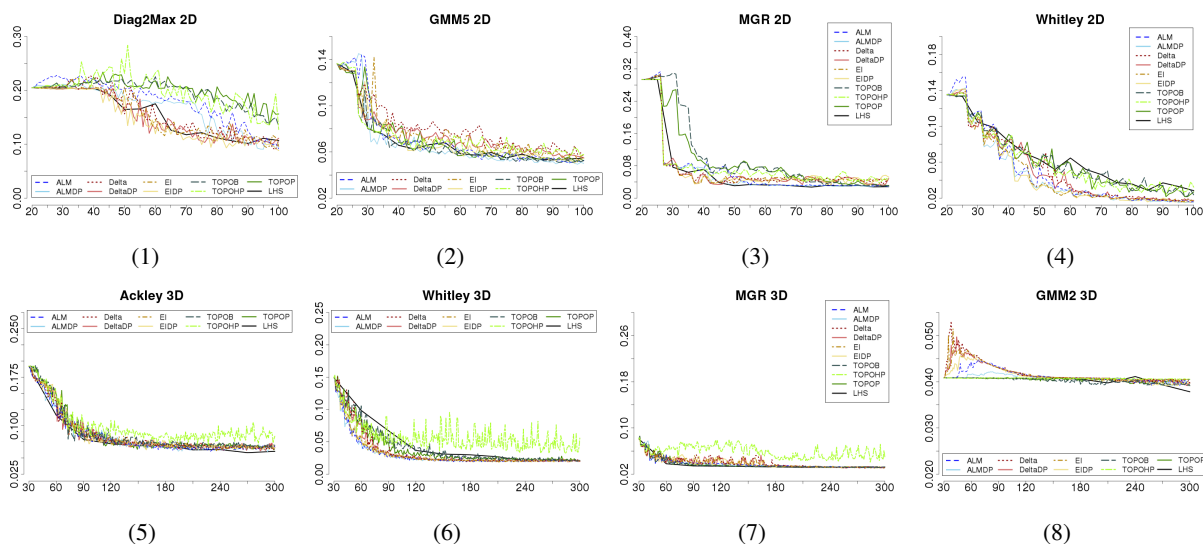 Diag2Max 2D
0.00 0.10 0.20 0.30
20 30 40 50 60 70 80 90 100
ALM Delta EI TOPOB TOPOP
ALMDP DeltaDP EIDP TOPOHP LHS
(1)
GMM5 2D
0.02 0.06 0.10 0.14
20 30 40 50 60 70 80 90 100
ALM Delta EI TOPOB TOPOP
ALMDP DeltaDP EIDP TOPOHP LHS
(2)
MGR 2D
0.00 0.08 0.16 0.24 0.32 0.40
20 30 40 50 60 70 80 90 100
ALM
ALMDP
Delta
DeltaDP
EI
EIDP
TOPOB
TOPOHP
TOPOP
LHS
(3)
Whitley 2D
0.02 0.06 0.10 0.14 0.18
20 30 40 50 60 70 80 90 100
ALM
ALMDP
Delta
DeltaDP
EI
EIDP
TOPOB
TOPOHP
TOPOP
LHS
(4)
Ackley 3D
0.025 0.100 0.175 0.250
30 60 90 120 150 180 240 300
ALM Delta EI TOPOB TOPOP
ALMDP DeltaDP EIDP TOPOHP LHS
(5)
Whitley 3D
0.00 0.05 0.10 0.15 0.20 0.25
30 60 90 120 150 180 240 300
ALM Delta EI TOPOB TOPOP
ALMDP DeltaDP EIDP TOPOHP LHS
(6)
MGR 3D
0.02 0.10 0.18 0.26
30 60 90 120 150 180 240 300
ALM
ALMDP
Delta
DeltaDP
EI
EIDP
TOPOB
TOPOHP
TOPOP
LHS
(7)
GMM2 3D
0.020 0.030 0.040 0.050
30 60 90 120 150 180 240 300
ALM Delta EI TOPOB TOPOP
ALMDP DeltaDP EIDP TOPOHP LHS
(8)